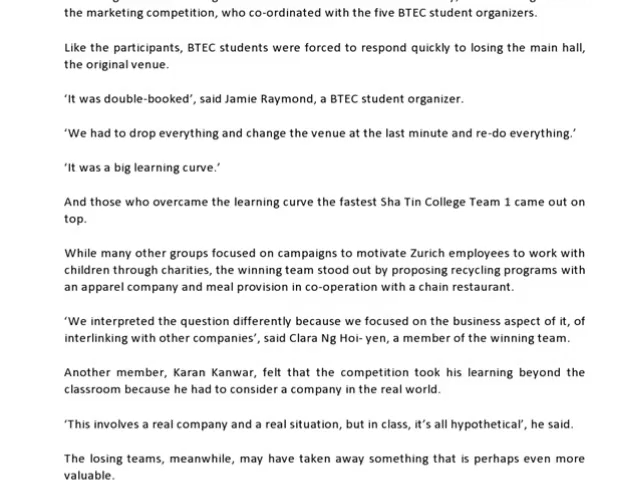 the marketing competition, who co-ordinated with the five BTEC student organizers.
Like the participants, BTEC students were forced to respond quickly to losing the main hall,
the original venue.
‘It was double-booked’, said Jamie Raymond, a BTEC student organizer.
‘We had to drop everything and change the venue at the last minute and re-do everything.’
‘It was a big learning curve.’
And those who overcame the learning curve the fastest Sha Tin College Team 1 came out on
top.
While many other groups focused on campaigns to motivate Zurich employees to work with
children through charities, the winning team stood out by proposing recycling programs with
an apparel company and meal provision in co-operation with a chain restaurant.
‘We interpreted the question differently because we focused on the business aspect of it, of
interlinking with other companies’, said Clara Ng Hoi- yen, a member of the winning team.
Another member, Karan Kanwar, felt that the competition took his learning beyond the
classroom because he had to consider a company in the real world.
‘This involves a real company and a real situation, but in class, it’s all hypothetical’, he said.
The losing teams, meanwhile, may have taken away something that is perhaps even more
valuable.